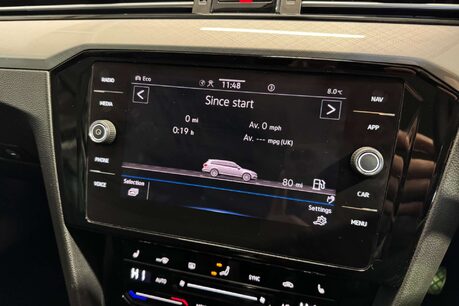 RADIO
MEDIA
PHONE
VOICE
Eco
11:48
8.0°C
Since start
< >
0 mi
0:19 h
Av. 0 mph
Av. --- mpg (UK)
80 mi
Selection
Settings
NAV
APP
CAR
MENU
AUTO
SYNC